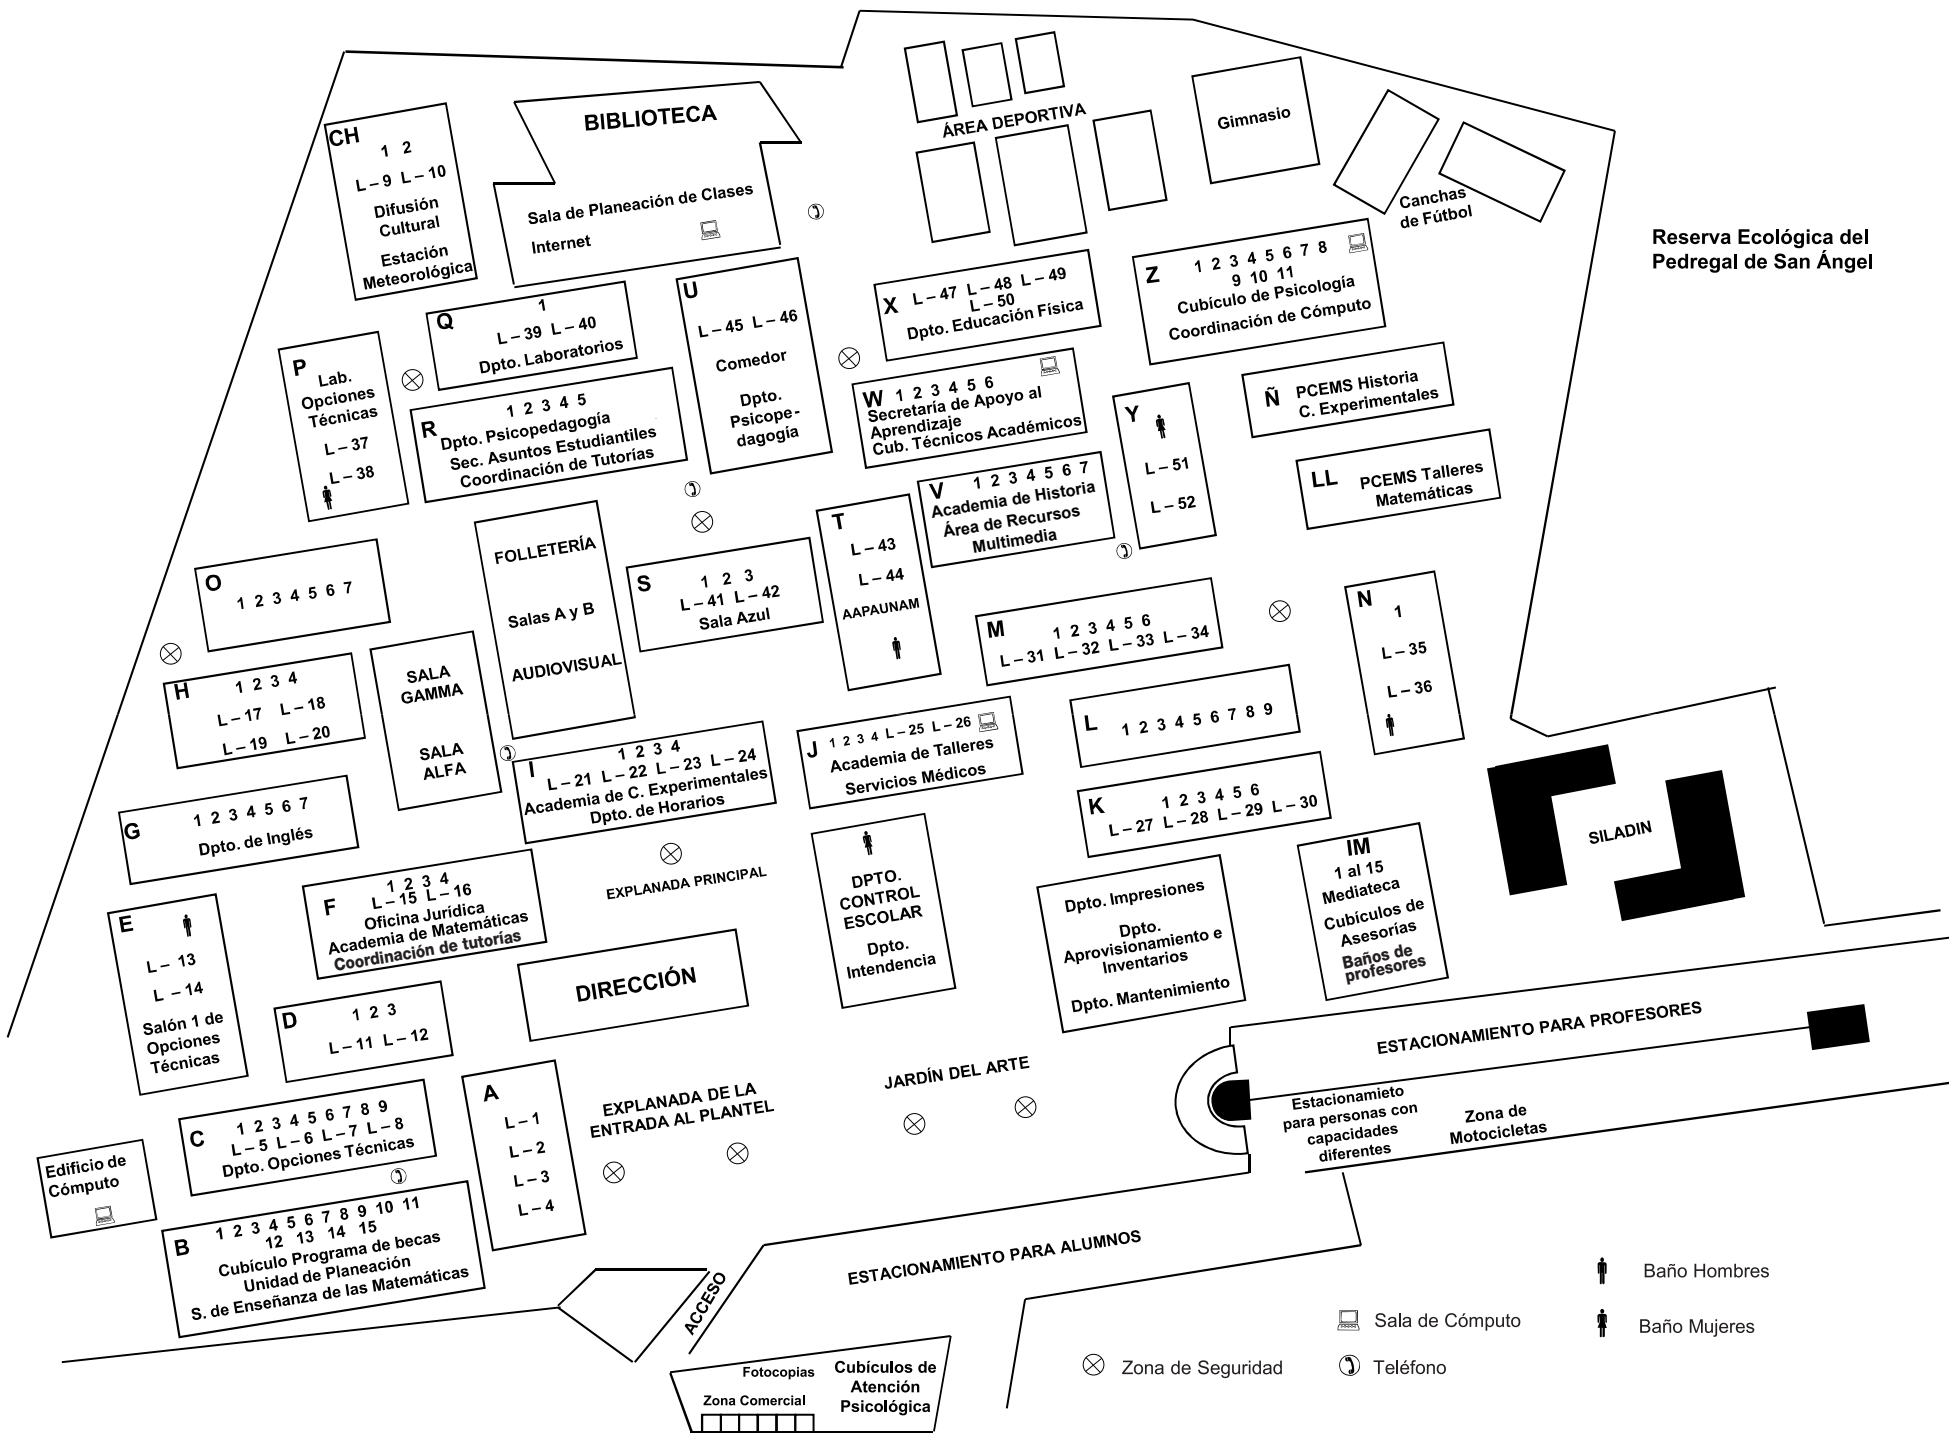 BIBLIOTECA
Sala de Planeación de Clases
Internet
CH
1 2
L – 9 L – 10
Difusión
Cultural
Estación
Meteorológica
ÁREA DEPORTIVA
Gimnasio
Canchas
de Fútbol
Reserva Ecológica del
Pedregal de San Ángel
Q
1
L – 39 L – 40
Dpto. Laboratorios
U
L – 45 L – 46
Comedor
Dpto.
Psicope-
dagogía
X
L – 47 L – 48 L – 49
L – 50
Dpto. Educación Física
Z
1 2 3 4 5 6 7 8
9 10 11
Cubículo de Psicología
Coordinación de Cómputo
P
Lab.
Opciones
Técnicas
L – 37
L – 38
R
1 2 3 4 5
Dpto. Psicopedagogía
Sec. Asuntos Estudiantiles
Coordinación de Tutorías
W 1 2 3 4 5 6
Secretaría de Apoyo al
Aprendizaje
Cub. Técnicos Académicos
Y
L – 51
L – 52
Ñ
PCEMS Historia
C. Experimentales
LL
PCEMS Talleres
Matemáticas
V 1 2 3 4 5 6 7
Academia de Historia
Área de Recursos
Multimedia
T
L – 43
L – 44
AAPAUNAM
FOLLETERÍA
Salas A y B
AUDIOVISUAL
S
1 2 3
L – 41 L – 42
Sala Azul
O
1 2 3 4 5 6 7
M
1 2 3 4 5 6
L – 31 L – 32 L – 33 L – 34
N
1
L – 35
L – 36
H
1 2 3 4
L – 17 L – 18
L – 19 L – 20
SALA
GAMMA
SALA
ALFA
L
1 2 3 4 5 6 7 8 9
I
1 2 3 4
L – 21 L – 22 L – 23 L – 24
Academia de C. Experimentales
Dpto. de Horarios
J 1 2 3 4 L – 25 L – 26
Academia de Talleres
Servicios Médicos
K
1 2 3 4 5 6
L – 27 L – 28 L – 29 L – 30
G
1 2 3 4 5 6 7
Dpto. de Inglés
SILADIN
IM
1 al 15
Mediateca
Cubículos de
Asesorías
Baños de
profesores
F
1 2 3 4
L – 15 L – 16
Oficina Jurídica
Academia de Matemáticas
Coordinación de tutorías
EXPLANADA PRINCIPAL
DPTO.
CONTROL
ESCOLAR
Dpto.
Intendencia
Dpto. Impresiones
Dpto.
Aprovisionamiento e
Inventarios
Dpto. Mantenimiento
E
L – 13
L – 14
Salón 1 de
Opciones
Técnicas
DIRECCIÓN
D
1 2 3
L – 11 L – 12
ESTACIONAMIENTO PARA PROFESORES
A
L – 1
L – 2
L – 3
L – 4
EXPLANADA DE LA
ENTRADA AL PLANTEL
JARDÍN DEL ARTE
Estacionamieto
para personas con
capacidades
diferentes
Zona de
Motocicletas
C
1 2 3 4 5 6 7 8 9
L – 5 L – 6 L – 7 L – 8
Dpto. Opciones Técnicas
Edificio de
Cómputo
B
1 2 3 4 5 6 7 8 9 10 11
12 13 14 15
Cubículo Programa de becas
Unidad de Planeación
S. de Enseñanza de las Matemáticas
ACCESO
ESTACIONAMIENTO PARA ALUMNOS
Fotocopias
Zona Comercial
Cubículos de
Atención
Psicológica
Baño Hombres
Sala de Cómputo
Baño Mujeres
Zona de Seguridad
Teléfono